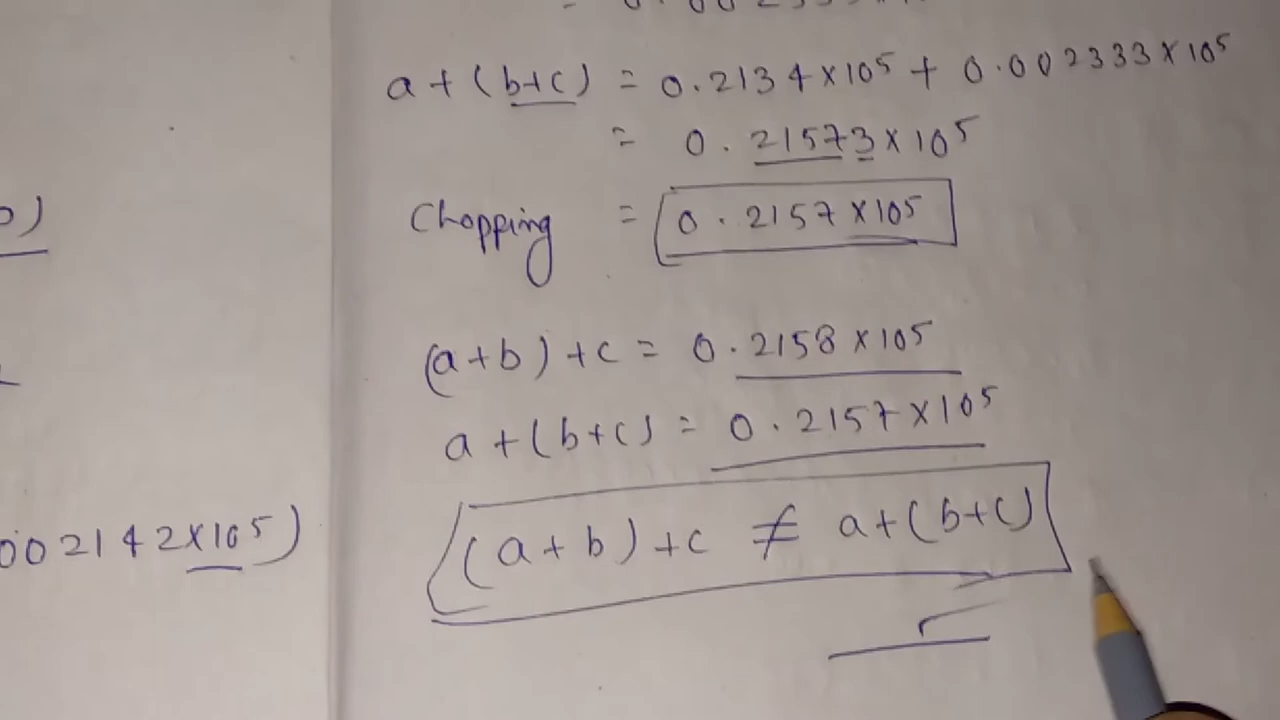 a + (b+c) = 0.2134 × 10⁵ + 0.002333 × 10⁵
= 0.21573 × 10⁵
Chopping = 0.2157 × 10⁵
(a+b)+c = 0.2158 × 10⁵
a + (b+c) = 0.2157 × 10⁵
(a+b)+c ≠ a+(b+c)
002142×10⁵)